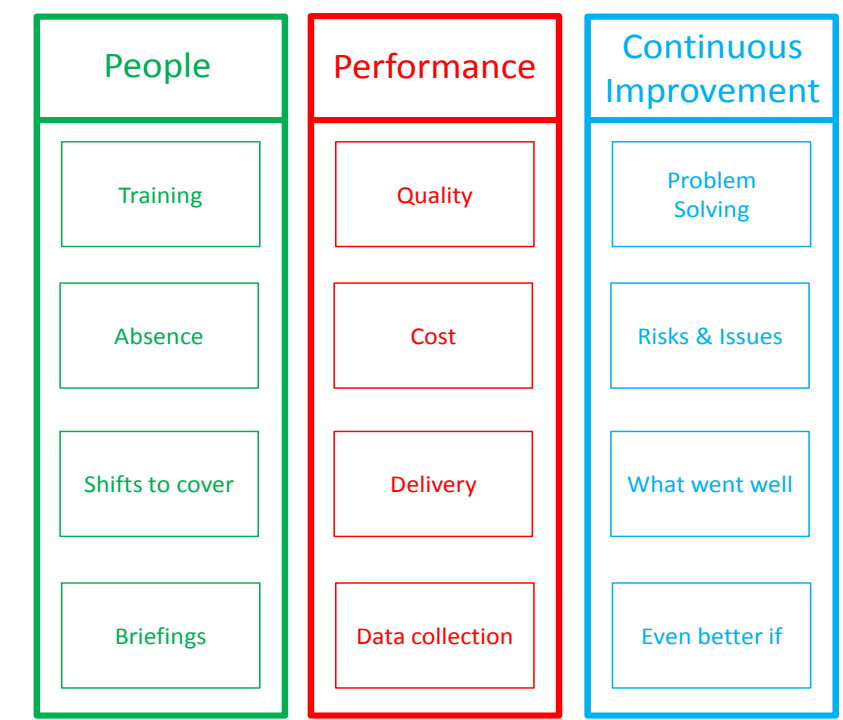 People
Training
Absence
Shifts to cover
Briefings
Performance
Quality
Cost
Delivery
Data collection
Continuous
Improvement
Problem
Solving
Risks & Issues
What went well
Even better if